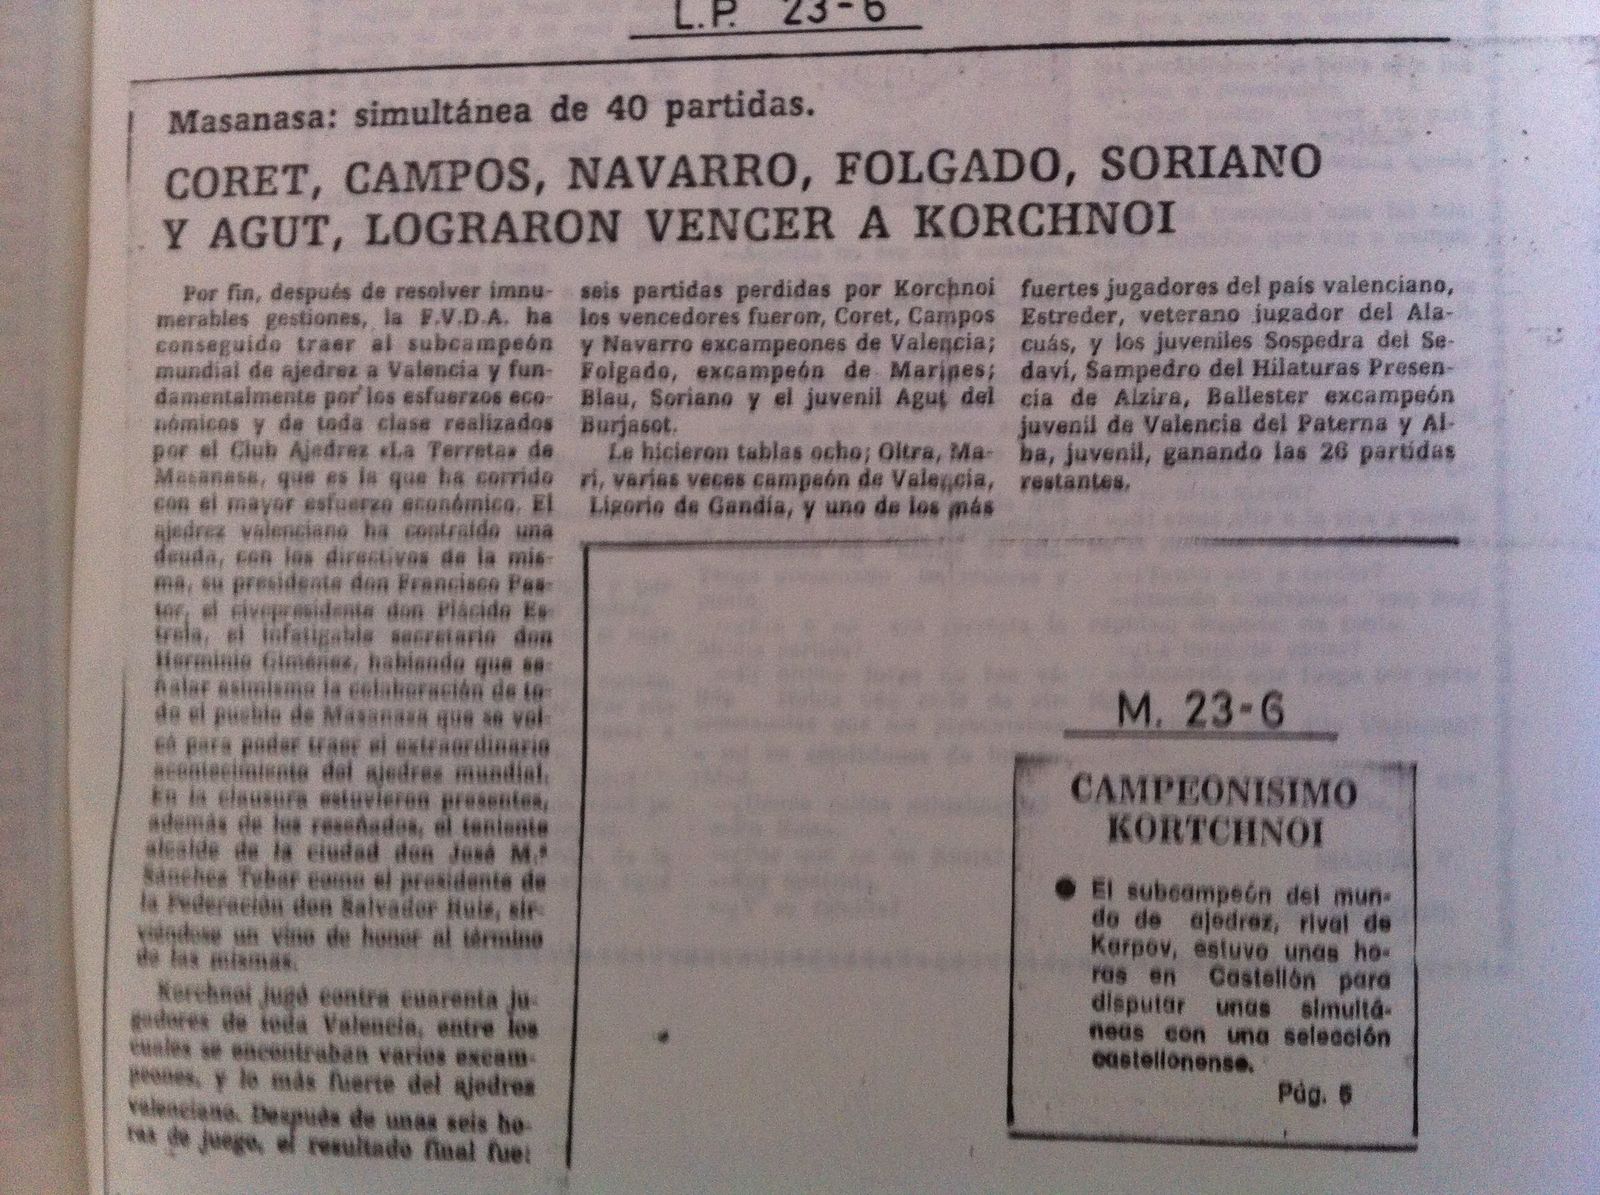 L.P. 23-6
Masanasa: simultánea de 40 partidas.
CORET, CAMPOS, NAVARRO, FOLGADO, SORIANO
Y AGUT, LOGRARON VENCER A KORCHNOI
Por fin, después de resolver imnu-
merables gestiones, la F.V.D.A. ha
conseguido traer al subcampeón
mundial de ajedrez a Valencia y fun-
damentalmente por los esfuerzos eco-
nómicos y de toda clase realizados
por el Club Ajedrez «La Terreta» de
Masanasa, que es la que ha corrido
con el mayor esfuerzo económico. El
ajedrez valenciano ha contraido una
deuda, con los directivos de la mis-
ma, su presidente don Francisco Pas-
tor, el vivepresidente don Plácido Es-
trela, el infatigable secretario don
Herminio Giménez, habiendo que se-
ñalar asimismo la colaboración de to-
do el pueblo de Masanasa que se vol-
có para poder traer el extraordinario
acontecimiento del ajedrez mundial.
En la clausura estuvieron presentes,
además de los reseñados, el teniente
alcalde de la ciudad don José M.ª
Sánchez Tubar como el presidente de
la Federación don Salvador Ruiz, sir-
viéndose un vino de honor al término
de las mismas.
Korchnoi jugó contra cuarenta ju-
gadores de toda Valencia, entre los
cuales se encontraban varios excam-
peones, y lo más fuerte del ajedrez
valenciano. Después de unas seis ho-
ras de juego, el resultado final fue:
seis partidas perdidas por Korchnoi
los vencedores fueron, Coret, Campos
y Navarro excampeones de Valencia;
Folgado, excampeón de Marines;
Blau, Soriano y el juvenil Agut del
Burjasot.
Le hicieron tablas ocho; Oltra, Ma-
ri, varias veces campeón de Valencia,
Ligorio de Gandía, y uno de los más
fuertes jugadores del país valenciano,
Estreder, veterano jugador del Ala-
cuás, y los juveniles Sospedra del Se-
daví, Sampedro del Hilaturas Presen-
cia de Alzira, Ballester excampeón
juvenil de Valencia del Paterna y Al-
ba, juvenil, ganando las 26 partidas
restantes.
M. 23-6
CAMPEONISIMO
KORTCHNOI
● El subcampeón del mun-
do de ajedrez, rival de
Karpov, estuvo unas ho-
ras en Castellón para
disputar unas simultá-
neas con una selección
castellonense.
Pág. 6